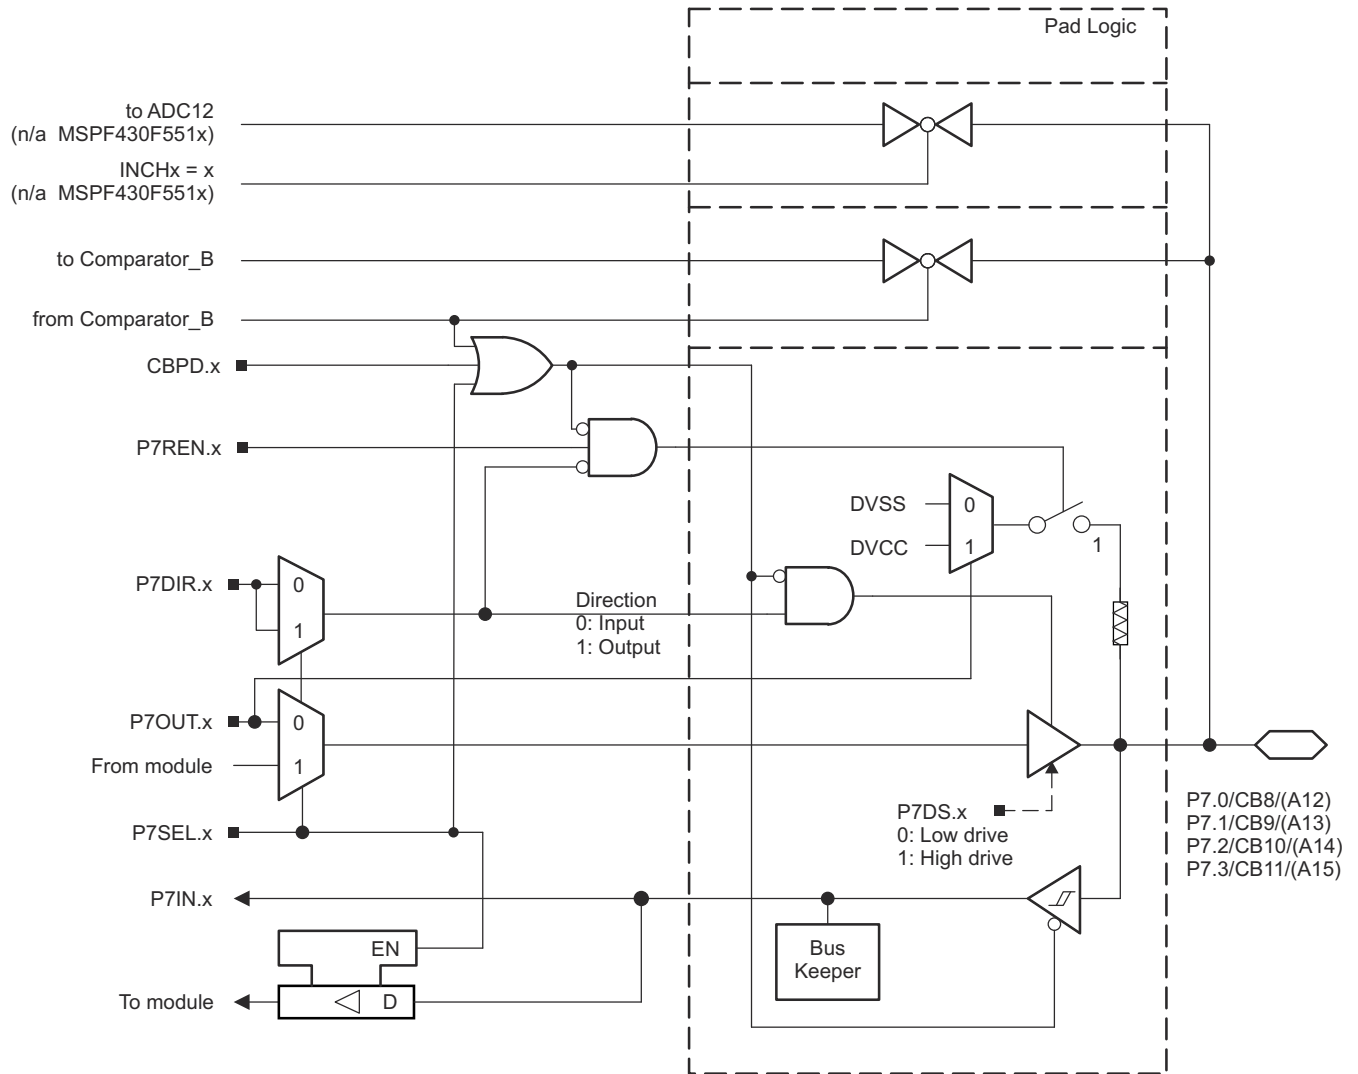 Pad Logic
to ADC12
(n/a MSPF430F551x)
INCHx = x
(n/a MSPF430F551x)
to Comparator_B
from Comparator_B
CBPD.x
P7REN.x
DVSS
0
DVCC
1
1
P7DIR.x
0
1
Direction
0: Input
1: Output
P7OUT.x
0
From module
1
P7DS.x
0: Low drive
1: High drive
P7.0/CB8/(A12)
P7.1/CB9/(A13)
P7.2/CB10/(A14)
P7.3/CB11/(A15)
P7SEL.x
P7IN.x
EN
Bus
Keeper
To module
D